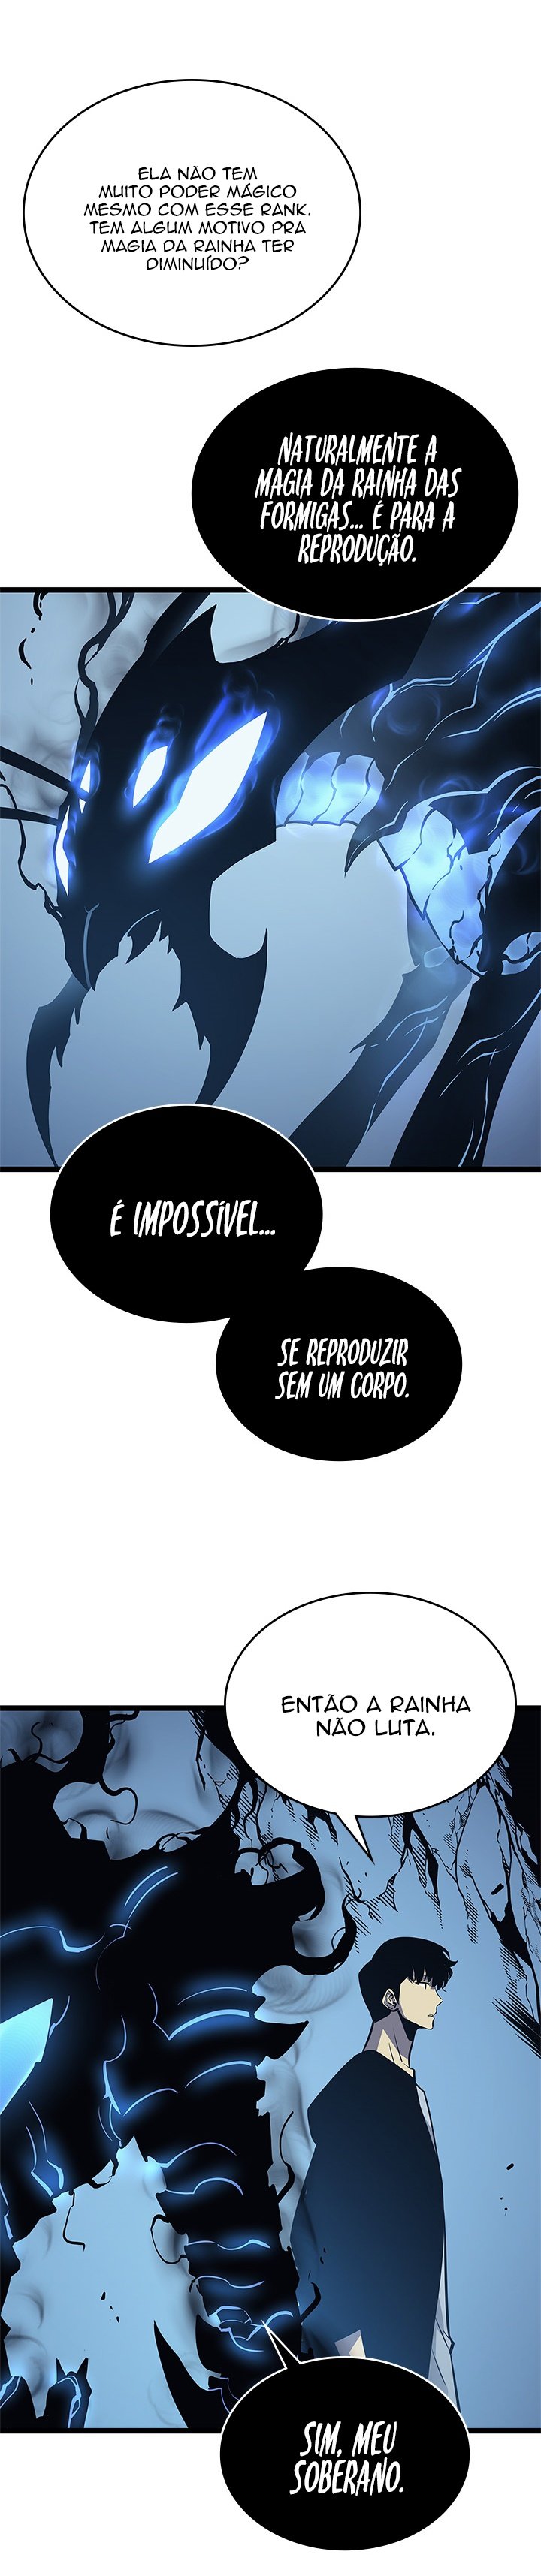 ELA NÃO TEM
MUITO PODER MÁGICO
MESMO COM ESSE RANK.
TEM ALGUM MOTIVO PRA
MAGIA DA RAINHA TER
DIMINUÍDO?
NATURALMENTE A
MAGIA DA RAINHA DAS
FORMIGAS... É PARA A
REPRODUÇÃO.
É IMPOSSÍVEL...
SE REPRODUZIR
SEM UM CORPO.
ENTÃO A RAINHA
NÃO LUTA.
SIM, MEU
SOBERANO.